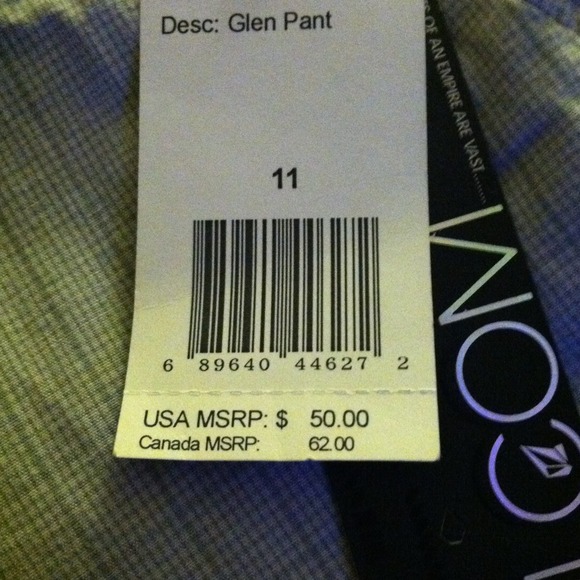 Desc: Glen Pant
11
6 89640 44627 2
USA MSRP: $ 50.00
Canada MSRP: 62.00
OF AN EMPIRE ARE VAST........
VCOM